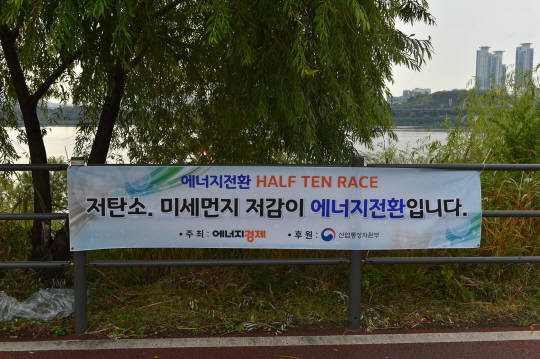 에너지전환 HALF TEN RACE
저탄소. 미세먼지 저감이 에너지전환입니다.
• 주 최 : 에너지경제 • 후 원 : 산업통상자원부